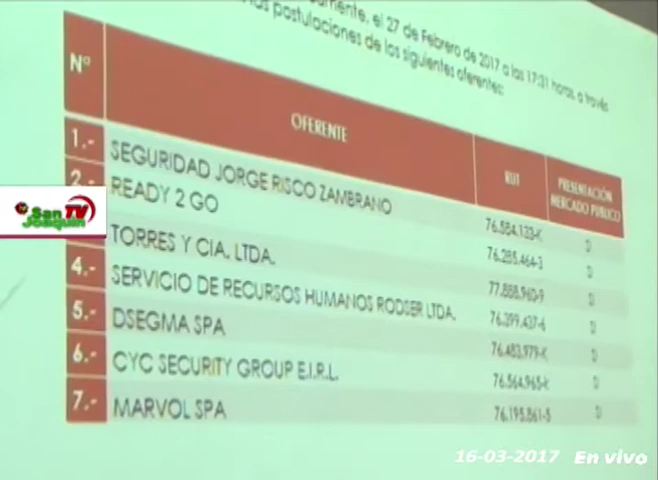 el 27 de Febrero de 2017 a las 17:31 horas, a través
postulaciones de los siguientes oferentes:
Nº OFERENTE RUT PRESENTACIÓN MERCADO PUBLICO
1.- SEGURIDAD JORGE RISCO ZAMBRANO 76.584.133-K
2.- READY 2 GO 76.285.464-3
TORRES Y CIA. LTDA. 77.888.960-9
4.- SERVICIO DE RECURSOS HUMANOS RODSER LTDA. 76.399.437-6
5.- DSEGMA SPA 76.483.979-K
6.- CYC SECURITY GROUP E.I.R.L. 76.564.965-K
7.- MARVOL SPA 76.195.861-5
San Joaquin TV
16-03-2017 En vivo